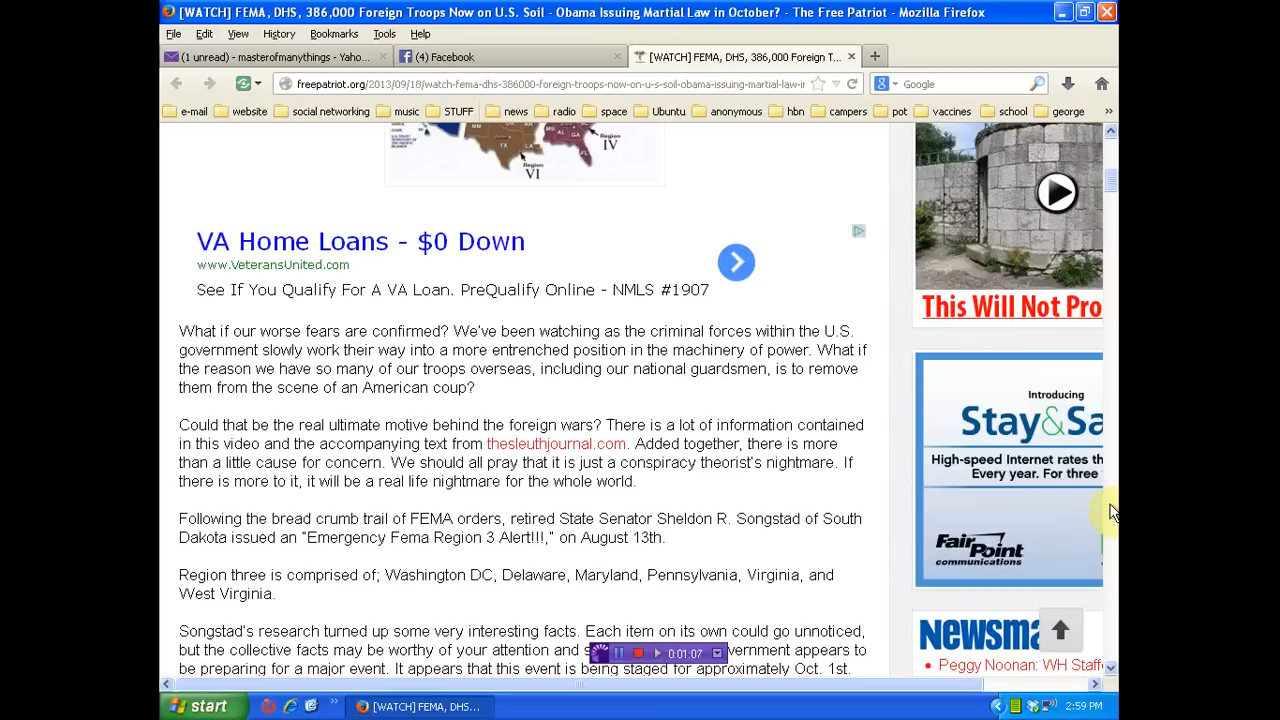 [WATCH] FEMA, DHS, 386,000 Foreign Troops Now on U.S. Soil - Obama Issuing Martial Law in October? - The Free Patriot - Mozilla Firefox
File Edit View History Bookmarks Tools Help
(1 unread) - masterofmanythings - Yaho...
(4) Facebook
[WATCH] FEMA, DHS, 386,000 Foreign T...
freepatriot.org/2013/09/18/watch-fema-dhs-386000-foreign-troops-now-on-u-s-soil-obama-issuing-martial-law-i
Google
e-mail website social networking music STUFF news radio space Ubuntu anonymous hbn campers pot vaccines school george
TX
LA
AL
GA
Region
IV
Region
VI
VA Home Loans - $0 Down
www.VeteransUnited.com
See If You Qualify For A VA Loan. PreQualify Online - NMLS #1907
What if our worse fears are confirmed? We've been watching as the criminal forces within the U.S.
government slowly work their way into a more entrenched position in the machinery of power. What if
the reason we have so many of our troops overseas, including our national guardsmen, is to remove
them from the scene of an American coup?
Could that be the real ultimate motive behind the foreign wars? There is a lot of information contained
in this video and the accompanying text from thesleuthjournal.com. Added together, there is more
than a little cause for concern. We should all pray that it is just a conspiracy theorist's nightmare. If
there is more to it, it will be a real life nightmare for the whole world.
Following the bread crumb trail of FEMA orders, retired State Senator Sheldon R. Songstad of South
Dakota issued an "Emergency Fema Region 3 Alert!!!," on August 13th.
Region three is comprised of; Washington DC, Delaware, Maryland, Pennsylvania, Virginia, and
West Virginia.
Songstad's research turned up some very interesting facts. Each item on its own could go unnoticed,
but the collective facts may be worthy of your attention and s vernment appears to
be preparing for a major event. It appears that this event is being staged for approximately Oct. 1st.
0:01:07
This Will Not Pro
Introducing
Stay&Sa
High-speed Internet rates th
Every year. For three
FairPoint
communications
Newsma
Peggy Noonan: WH Staff
start
[WATCH] FEMA, DHS...
2:59 PM